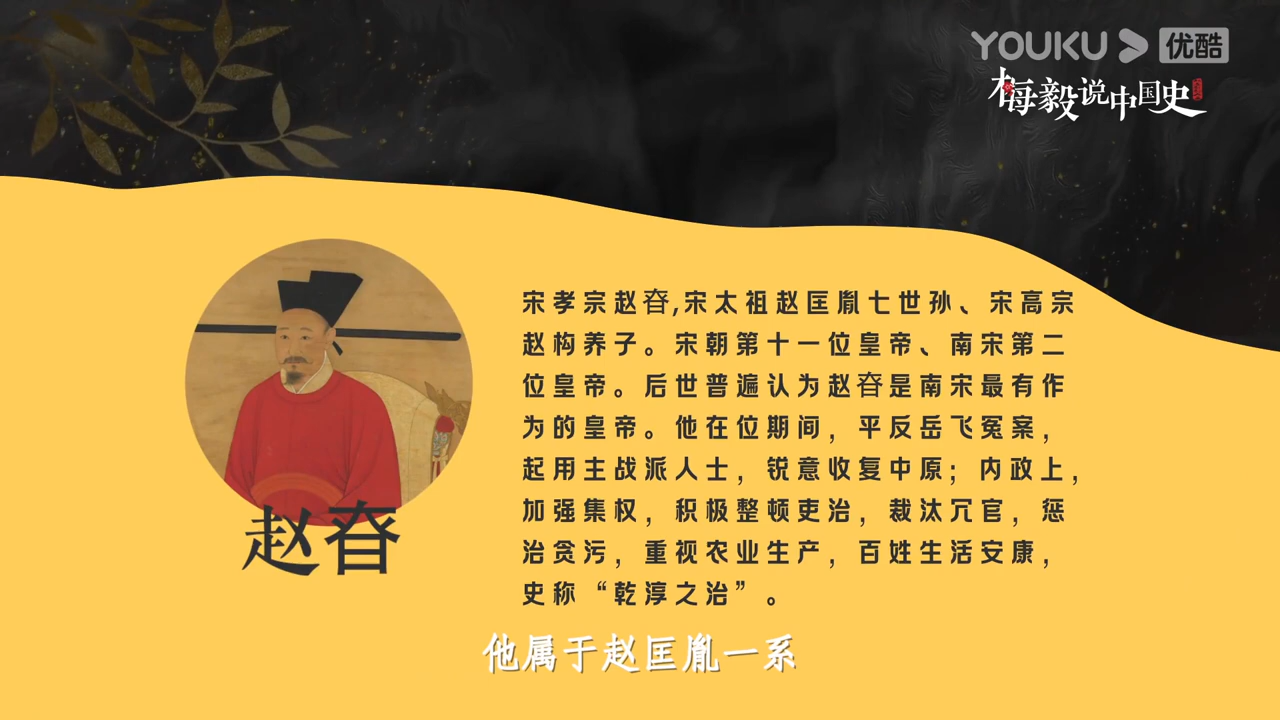 YOUKU 优酷
梅毅说中国史
宋孝宗赵昚,宋太祖赵匡胤七世孙、宋高宗
赵构养子。宋朝第十一位皇帝、南宋第二
位皇帝。后世普遍认为赵昚是南宋最有作
为的皇帝。他在位期间，平反岳飞冤案，
起用主战派人士，锐意收复中原；内政上，
加强集权，积极整顿吏治，裁汰冗官，惩
治贪污，重视农业生产，百姓生活安康，
史称“乾淳之治”。
赵昚
他属于赵匡胤一系